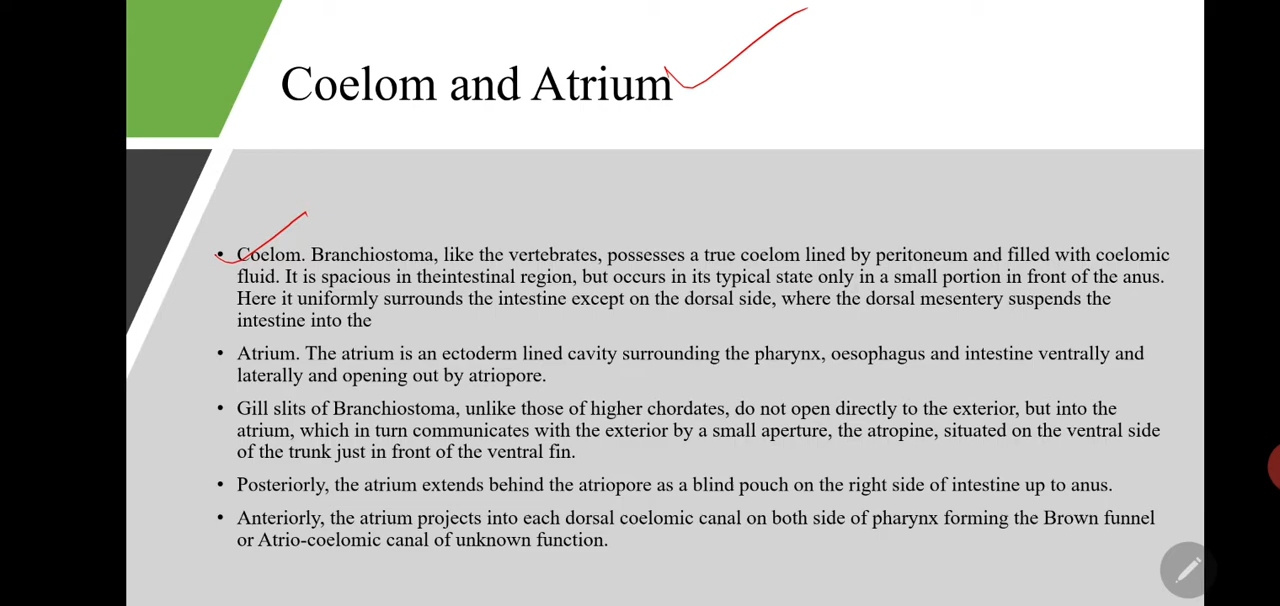 Coelom and Atrium
• Coelom. Branchiostoma, like the vertebrates, possesses a true coelom lined by peritoneum and filled with coelomic
fluid. It is spacious in theintestinal region, but occurs in its typical state only in a small portion in front of the anus.
Here it uniformly surrounds the intestine except on the dorsal side, where the dorsal mesentery suspends the
intestine into the
• Atrium. The atrium is an ectoderm lined cavity surrounding the pharynx, oesophagus and intestine ventrally and
laterally and opening out by atriopore.
• Gill slits of Branchiostoma, unlike those of higher chordates, do not open directly to the exterior, but into the
atrium, which in turn communicates with the exterior by a small aperture, the atropine, situated on the ventral side
of the trunk just in front of the ventral fin.
• Posteriorly, the atrium extends behind the atriopore as a blind pouch on the right side of intestine up to anus.
• Anteriorly, the atrium projects into each dorsal coelomic canal on both side of pharynx forming the Brown funnel
or Atrio-coelomic canal of unknown function.